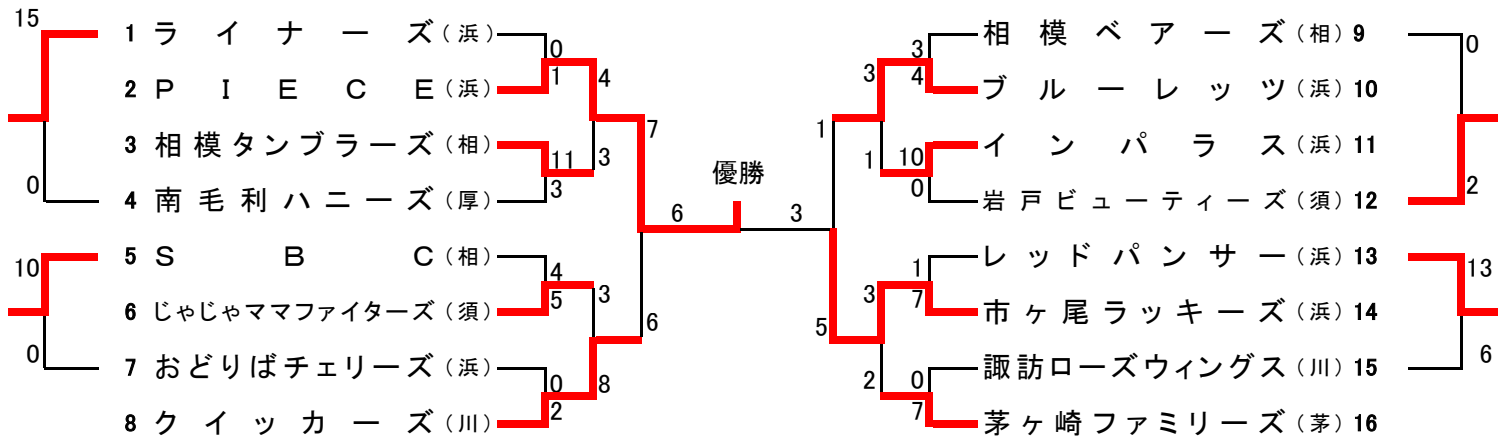 15
1 ライナーズ（浜）
0
1
2 PIECE（浜）
4
3 相模タンブラーズ（相）
11
3
3
0
4 南毛利ハニーズ（厚）
7
10
5 SBC（相）
4
5
6 じゃじゃママファイターズ（須）
3
6
0
7 おどりばチェリーズ（浜）
0
2
8
8 クイッカーズ（川）
優勝
6
3
相模ベアーズ（相）9
3
4
0
ブルーレッツ（浜）10
3
1
1
インパラス（浜）11
10
0
2
岩戸ビューティーズ（須）12
レッドパンサー（浜）13
1
7
13
市ヶ尾ラッキーズ（浜）14
3
5
諏訪ローズウィングス（川）15
6
2
0
7
茅ヶ崎ファミリーズ（茅）16